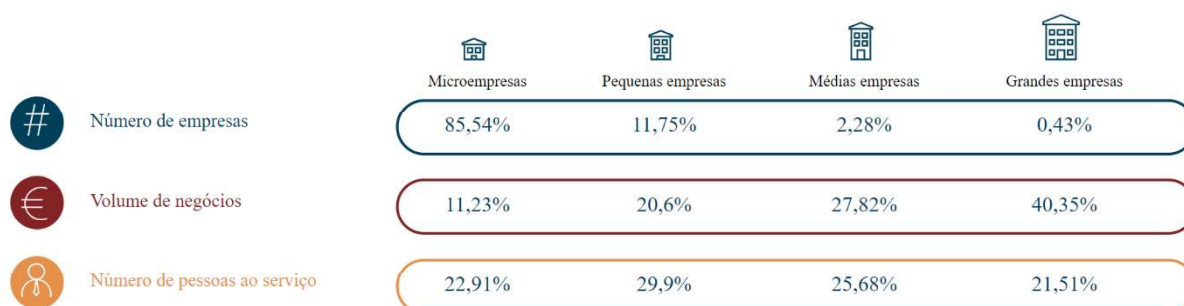 Microempresas Pequenas empresas Médias empresas Grandes empresas
# Número de empresas 85,54% 11,75% 2,28% 0,43%
€ Volume de negócios 11,23% 20,6% 27,82% 40,35%
Número de pessoas ao serviço 22,91% 29,9% 25,68% 21,51%